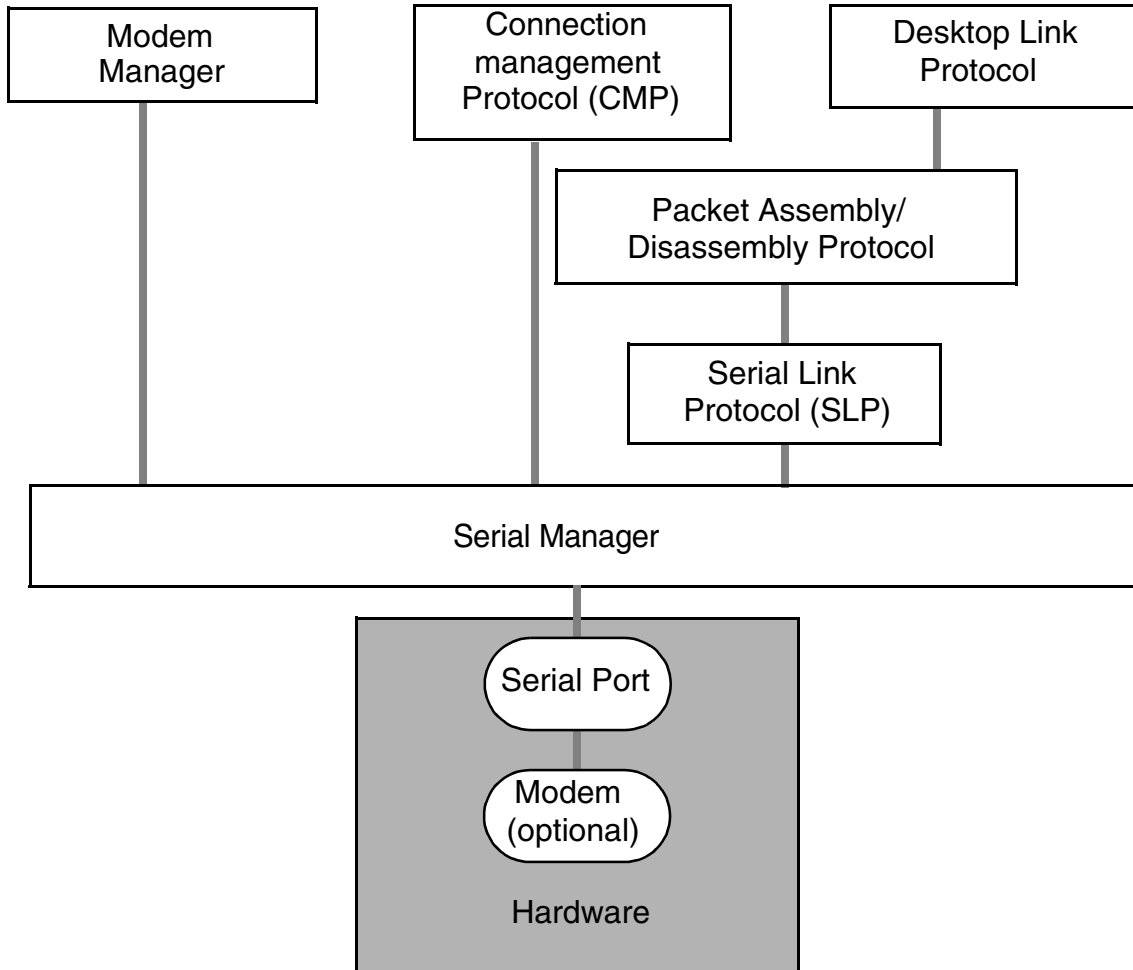 Modem
Manager
Connection
management
Protocol (CMP)
Desktop Link
Protocol
Packet Assembly/
Disassembly Protocol
Serial Link
Protocol (SLP)
Serial Manager
Serial Port
Modem
(optional)
Hardware